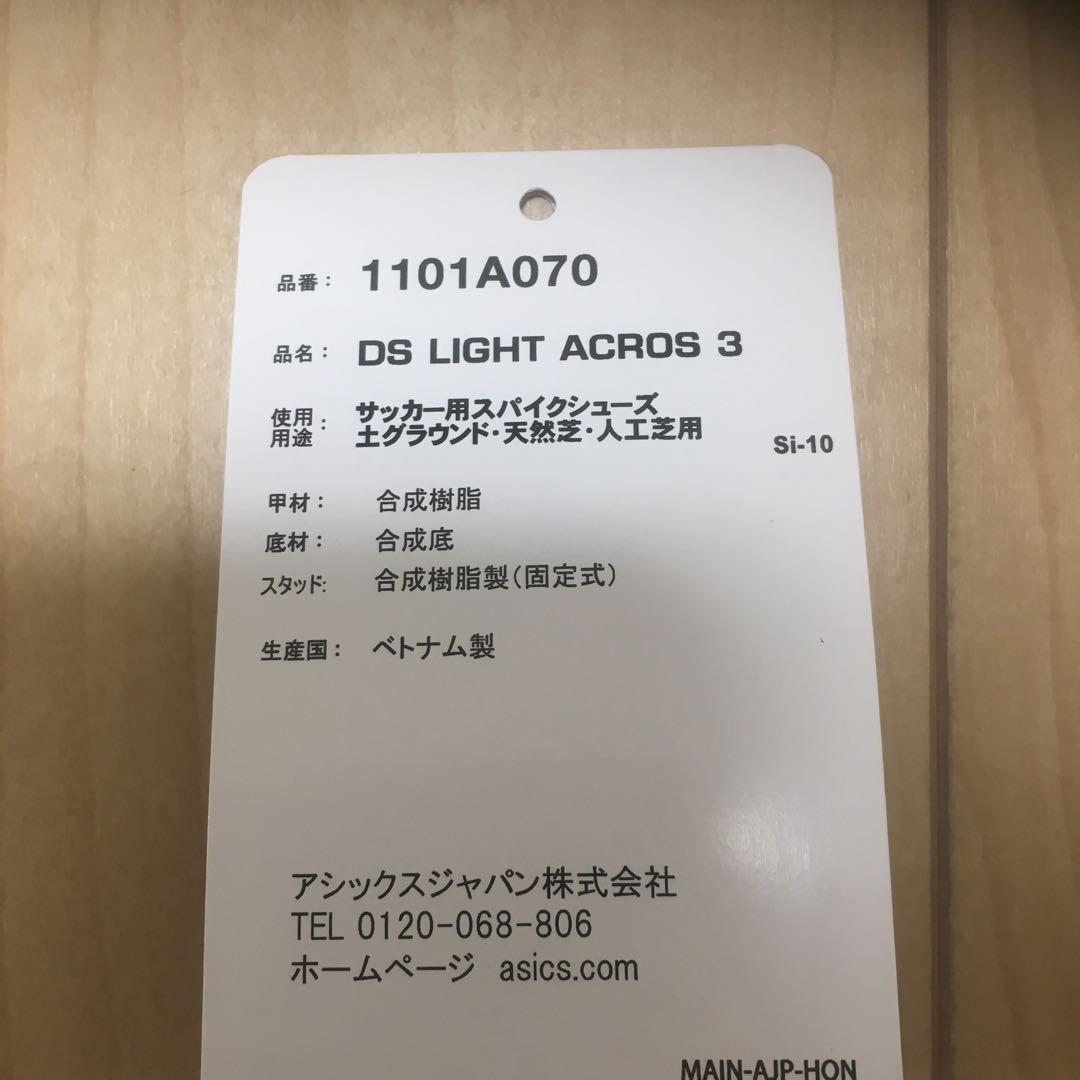 品番： 1101A070
品名： DS LIGHT ACROS 3
使用用途： サッカー用スパイクシューズ
土グラウンド・天然芝・人工芝用
Si-10
甲材： 合成樹脂
底材： 合成底
スタッド: 合成樹脂製（固定式）
生産国： ベトナム製
アシックスジャパン株式会社
TEL 0120-068-806
ホームページ asics.com
MAIN-AJP-HON